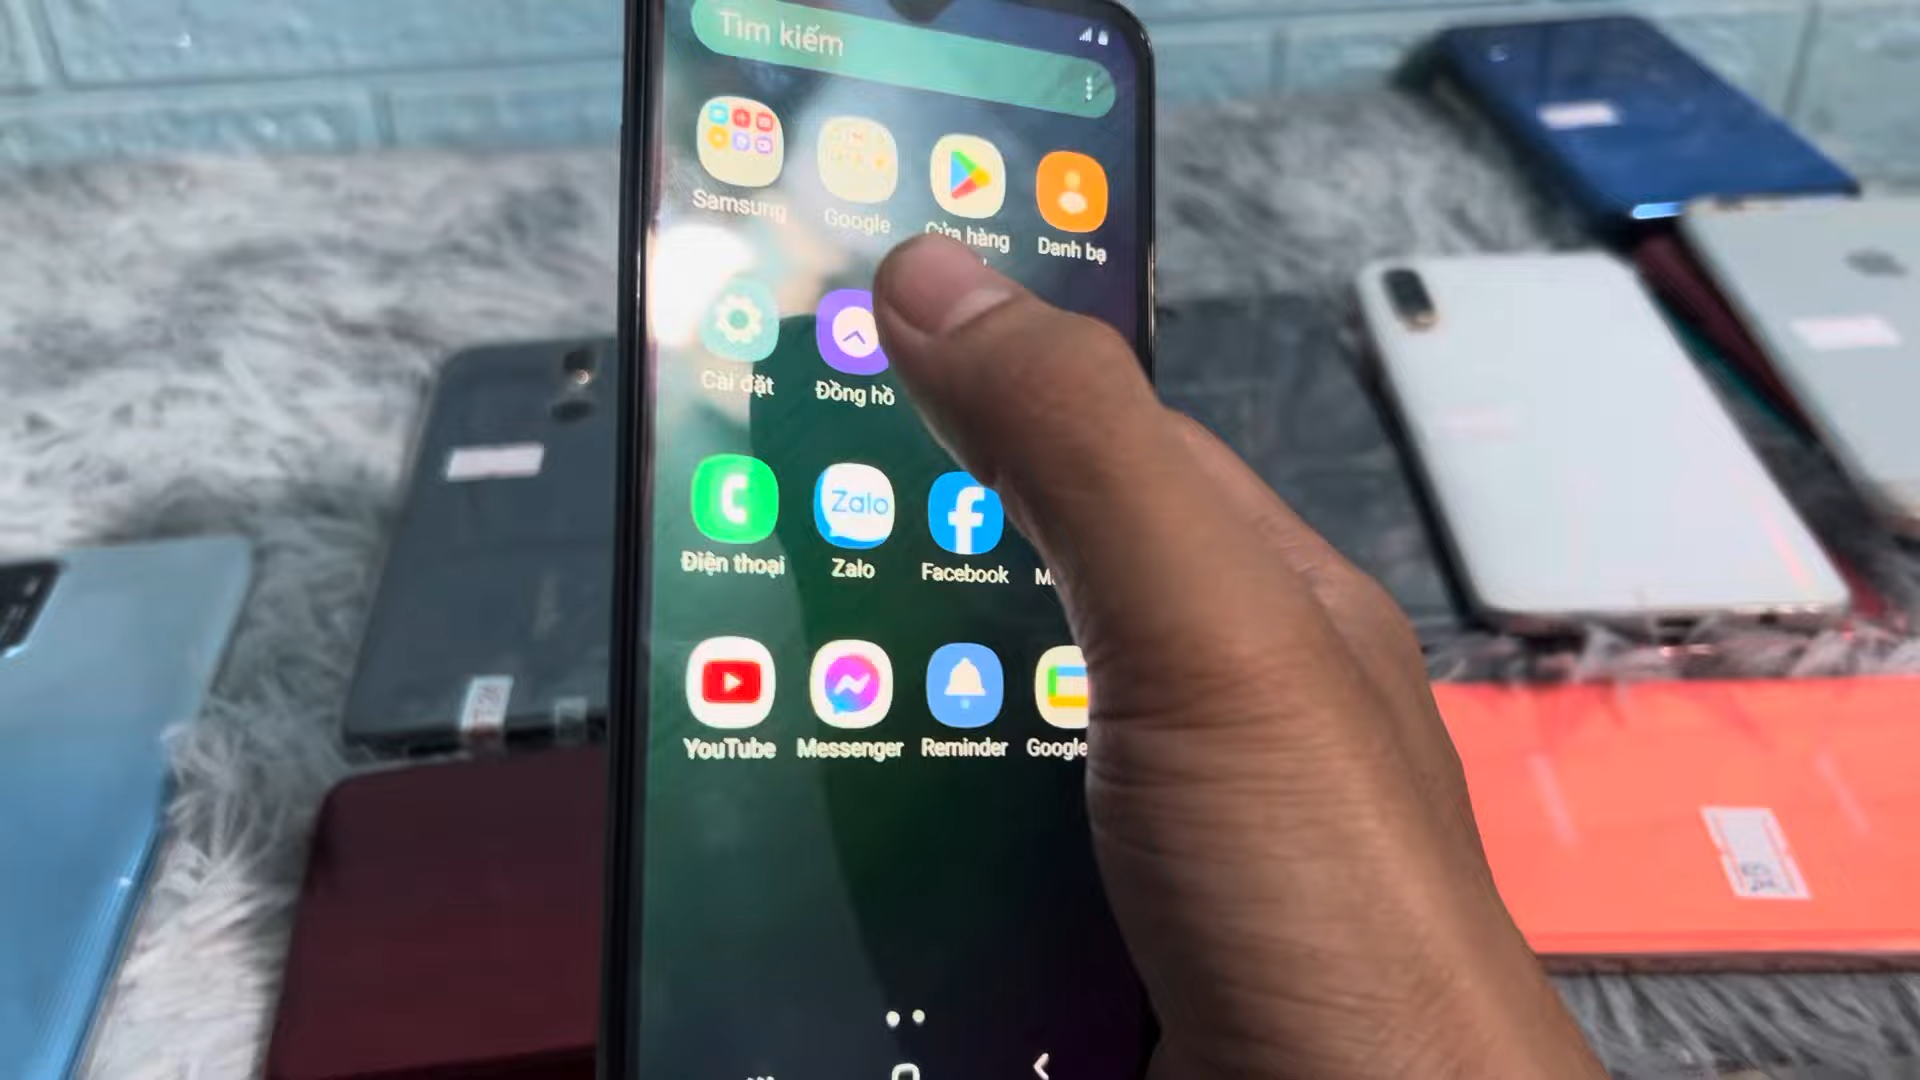 Tìm kiếm
Samsung
Google
Cửa hàng
Danh bạ
Cài đặt
Đồng hồ
Zalo
Điện thoại
Zalo
Facebook
YouTube
Messenger
Reminder
Google